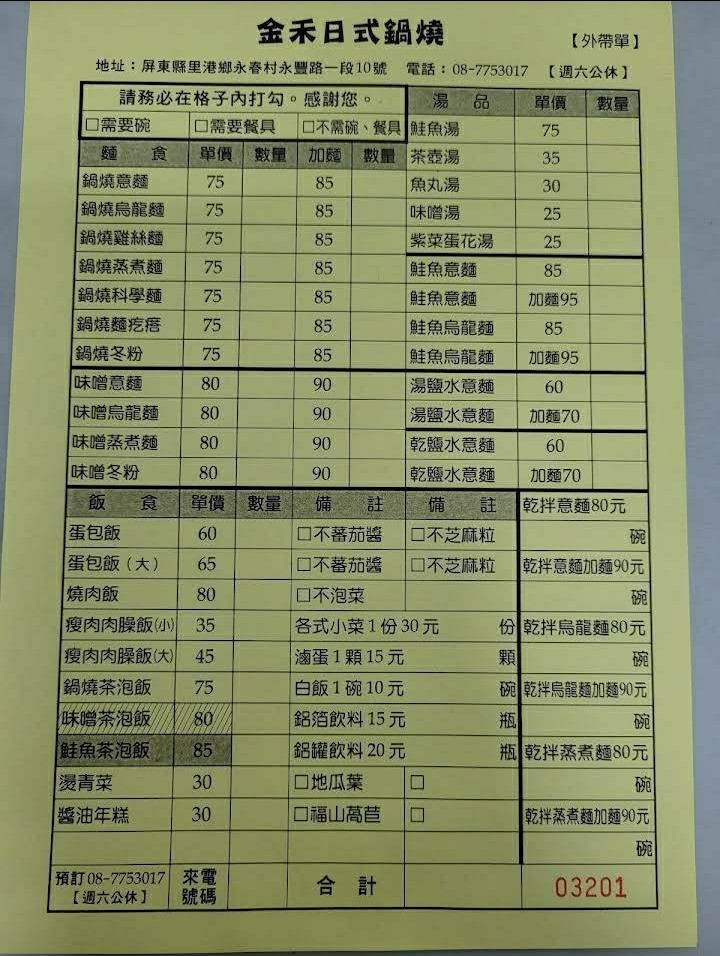 金禾日式鍋燒
【外帶單】
地址：屏東縣里港鄉永春村永豐路一段10號 電話：08-7753017 【週六公休】
請務必在格子內打勾。感謝您。
□需要碗 □需要餐具 □不需碗、餐具
麵 食 單價 數量 加麵 數量
鍋燒意麵 75 85
鍋燒烏龍麵 75 85
鍋燒雞絲麵 75 85
鍋燒蒸煮麵 75 85
鍋燒科學麵 75 85
鍋燒麵疙瘩 75 85
鍋燒冬粉 75 85
味噌意麵 80 90
味噌烏龍麵 80 90
味噌蒸煮麵 80 90
味噌冬粉 80 90
湯 品 單價 數量
鮭魚湯 75
茶壺湯 35
魚丸湯 30
味噌湯 25
紫菜蛋花湯 25
鮭魚意麵 85
鮭魚意麵 加麵95
鮭魚烏龍麵 85
鮭魚烏龍麵 加麵95
湯鹽水意麵 60
湯鹽水意麵 加麵70
乾鹽水意麵 60
乾鹽水意麵 加麵70
飯 食 單價 數量 備 註 備 註
蛋包飯 60 □不蕃茄醬 □不芝麻粒
蛋包飯（大） 65 □不蕃茄醬 □不芝麻粒
燒肉飯 80 □不泡菜
瘦肉肉臊飯(小) 35 各式小菜1份30元 份
瘦肉肉臊飯(大) 45 滷蛋1顆15元 顆
鍋燒茶泡飯 75 白飯1碗10元 碗
味噌茶泡飯 80 鋁箔飲料15元 瓶
鮭魚茶泡飯 85 鋁罐飲料20元 瓶
燙青菜 30 □地瓜葉 □
醬油年糕 30 □福山萵苣 □
乾拌意麵80元
碗
乾拌意麵加麵90元
碗
乾拌烏龍麵80元
碗
乾拌烏龍麵加麵90元
碗
乾拌蒸煮麵80元
碗
乾拌蒸煮麵加麵90元
碗
預訂08-7753017
【週六公休】
來電
號碼
合 計
03201